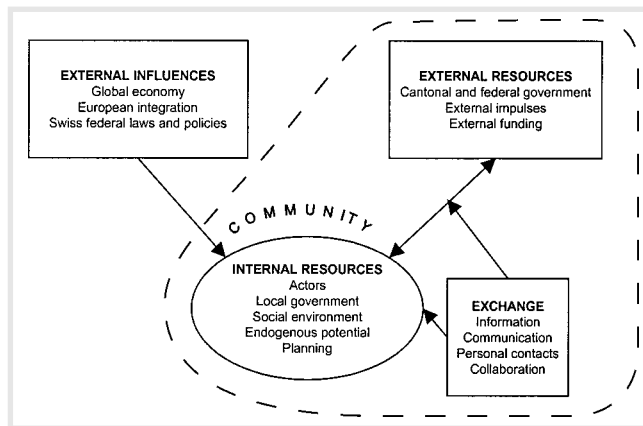 EXTERNAL INFLUENCES
Global economy
European integration
Swiss federal laws and policies
EXTERNAL RESOURCES
Cantonal and federal government
External impulses
External funding
COMMUNITY
INTERNAL RESOURCES
Actors
Local government
Social environment
Endogenous potential
Planning
EXCHANGE
Information
Communication
Personal contacts
Collaboration